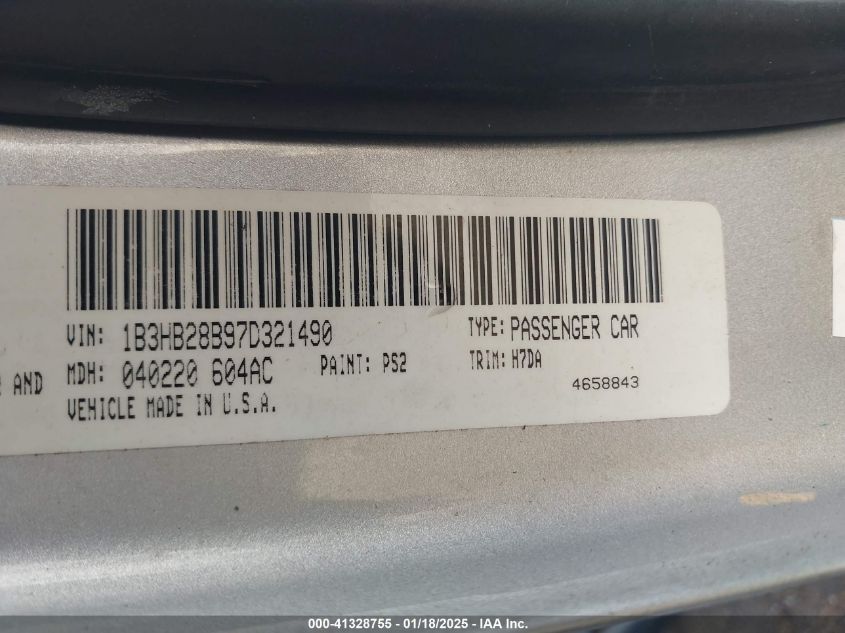 VIN: 1B3HB28B97D321490 TYPE: PASSENGER CAR
AND MDH: 040220 604AC PAINT: PS2 TRIM: H7DA
VEHICLE MADE IN U.S.A. 4658843
000-41328755 - 01/18/2025 - IAA Inc.